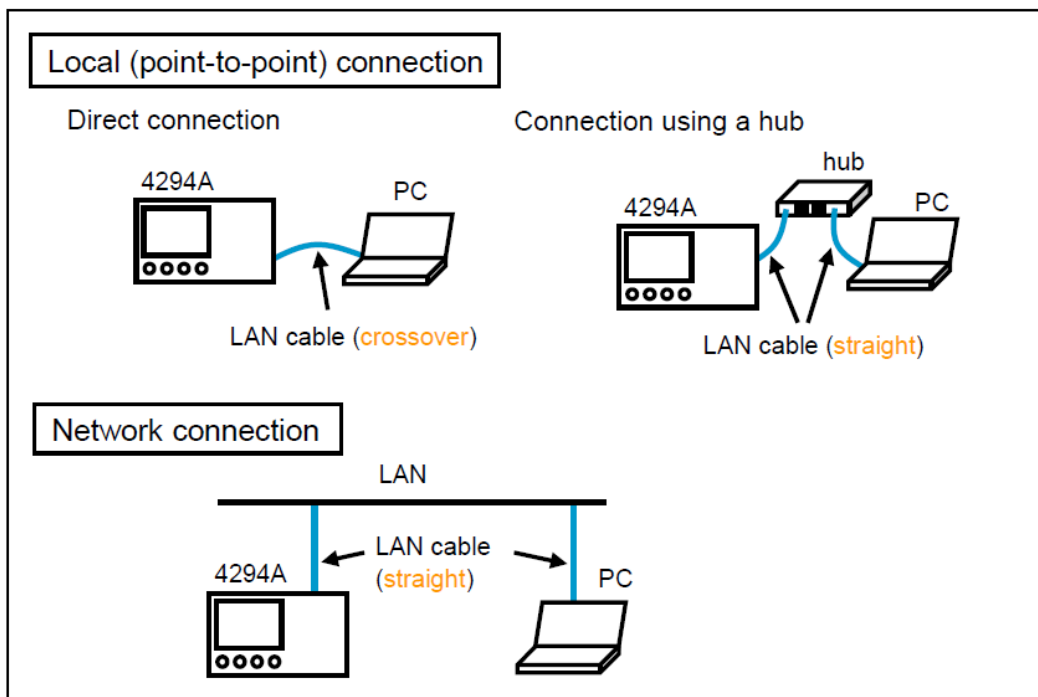 Local (point-to-point) connection
Direct connection
Connection using a hub
4294A
PC
LAN cable (crossover)
hub
4294A
PC
LAN cable (straight)
Network connection
LAN
LAN cable
(straight)
4294A
PC